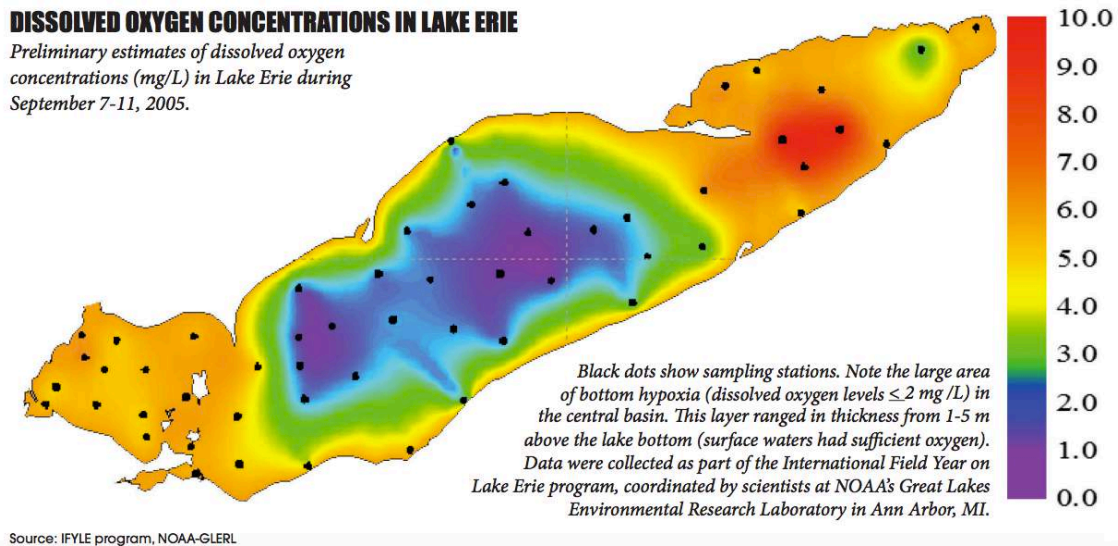 DISSOLVED OXYGEN CONCENTRATIONS IN LAKE ERIE
Preliminary estimates of dissolved oxygen
concentrations (mg/L) in Lake Erie during
September 7-11, 2005.
10.0
9.0
8.0
7.0
6.0
5.0
4.0
3.0
2.0
1.0
0.0
Black dots show sampling stations. Note the large area
of bottom hypoxia (dissolved oxygen levels ≤ 2 mg /L) in
the central basin. This layer ranged in thickness from 1-5 m
above the lake bottom (surface waters had sufficient oxygen).
Data were collected as part of the International Field Year on
Lake Erie program, coordinated by scientists at NOAA's Great Lakes
Environmental Research Laboratory in Ann Arbor, MI.
Source: IFYLE program, NOAA-GLERL